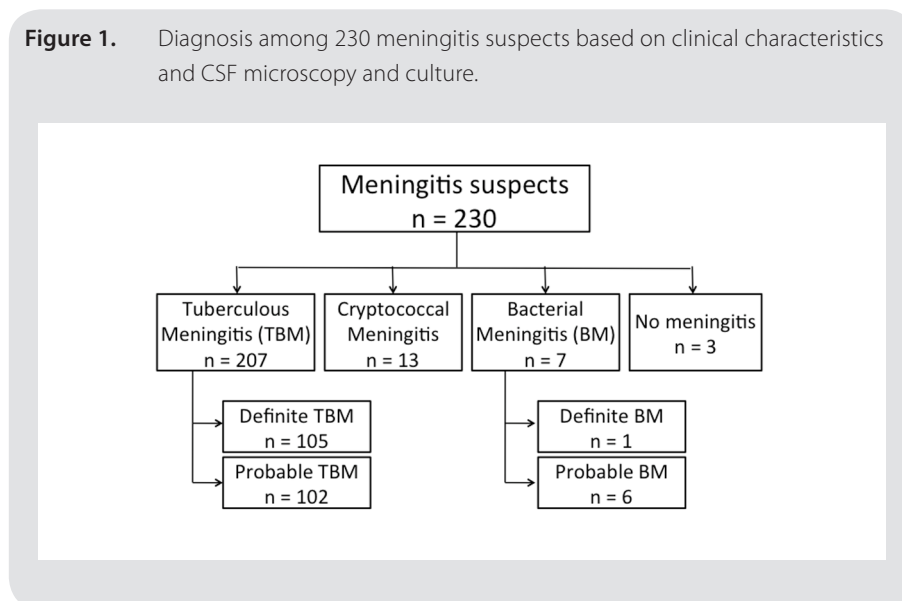 Figure 1. Diagnosis among 230 meningitis suspects based on clinical characteristics
and CSF microscopy and culture.
Meningitis suspects
n = 230
Tuberculous
Meningitis (TBM)
n = 207
Cryptococcal
Meningitis
n = 13
Bacterial
Meningitis (BM)
n = 7
No meningitis
n = 3
Definite TBM
n = 105
Probable TBM
n = 102
Definite BM
n = 1
Probable BM
n = 6